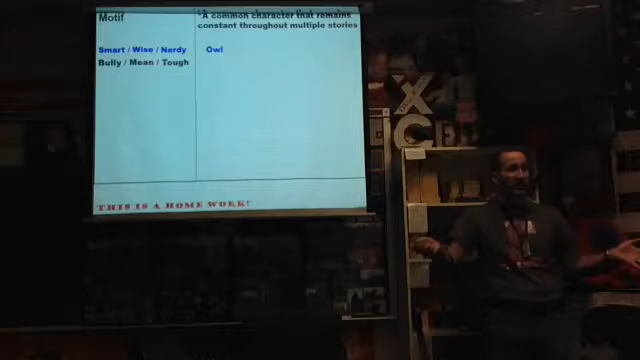 Motif
*A common character that remains
constant throughout multiple stories
Smart / Wise / Nerdy
Owl
Bully / Mean / Tough
THIS IS A HOME WORK!
XC